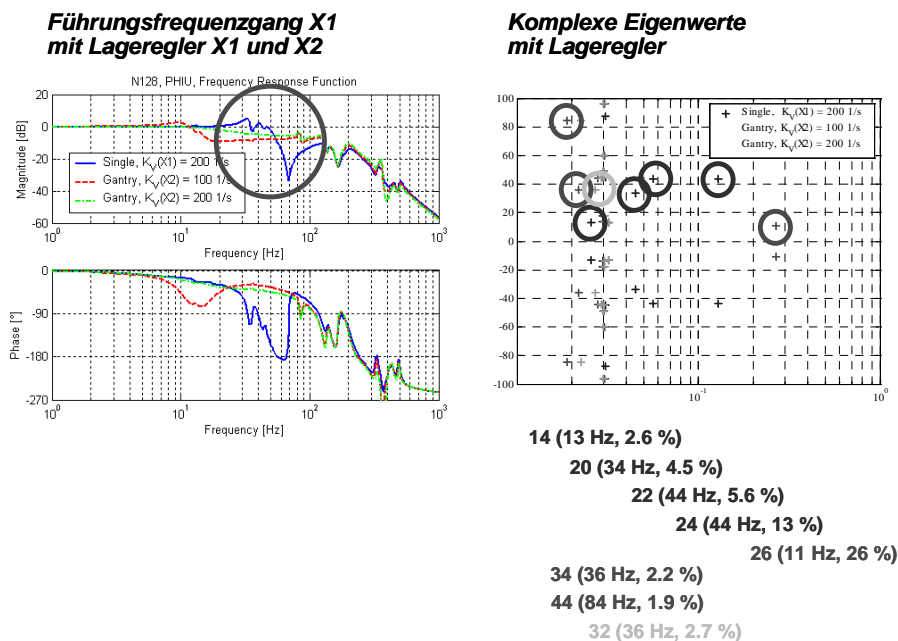 Führungsfrequenzgang X1
mit Lageregler X1 und X2
N128, PHIU, Frequency Response Function
20
0
-20
-40
-60
Magnitude [dB]
Single, Kv(X1) = 200 1/s
Gantry, Kv(X2) = 100 1/s
Gantry, Kv(X2) = 200 1/s
10^0
10^1
10^2
10^3
Frequency [Hz]
0
-90
-180
-270
Phase [°]
10^0
10^1
10^2
10^3
Frequency [Hz]
Komplexe Eigenwerte
mit Lageregler
100
80
60
40
20
0
-20
-40
-60
-80
-100
Single, KV(X1) = 200 1/s
Gantry, KV(X2) = 100 1/s
Gantry, KV(X2) = 200 1/s
10^-1
10^0
14 (13 Hz, 2.6 %)
20 (34 Hz, 4.5 %)
22 (44 Hz, 5.6 %)
24 (44 Hz, 13 %)
26 (11 Hz, 26 %)
34 (36 Hz, 2.2 %)
44 (84 Hz, 1.9 %)
32 (36 Hz, 2.7 %)